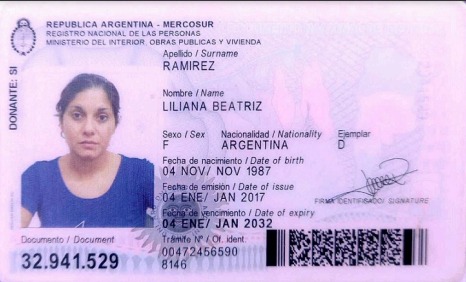 REPUBLICA ARGENTINA - MERCOSUR
REGISTRO NACIONAL DE LAS PERSONAS
MINISTERIO DEL INTERIOR, OBRAS PUBLICAS Y VIVIENDA
Apellido / Surname
RAMIREZ
Nombre / Name
LILIANA BEATRIZ
Sexo / Sex Nacionalidad / Nationality Ejemplar
F ARGENTINA D
Fecha de nacimiento / Date of birth
04 NOV/ NOV 1987
Fecha de emisión / Date of issue
04 ENE/ JAN 2017
Fecha de vencimiento / Date of expiry
04 ENE/ JAN 2032
FIRMA IDENTIFICADO/ SIGNATURE
Documento / Document
32.941.529
Trámite Nº / Of. ident.
00472456590
8146
DONANTE: SI